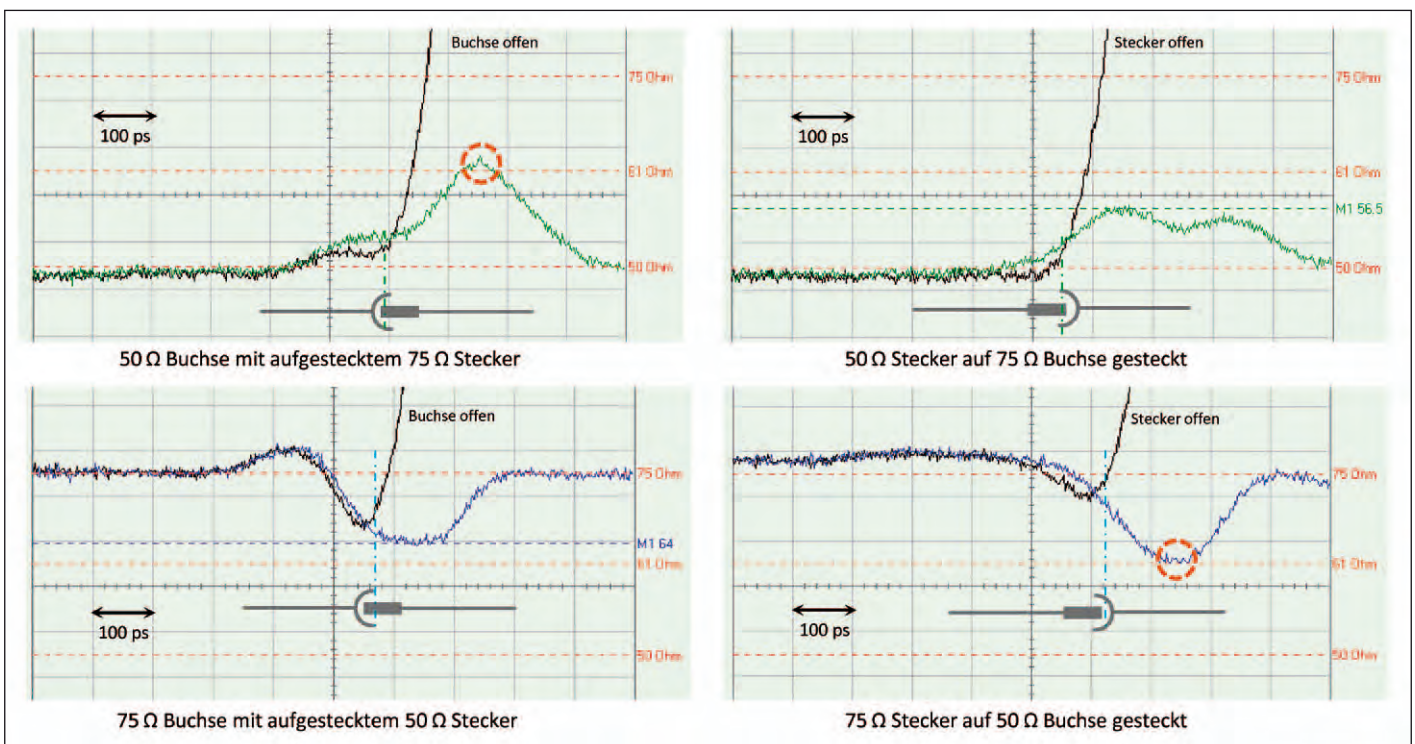 Buchse offen
75 Ohm
100 ps
61 Ohm
50 Ohm
50 Ω Buchse mit aufgestecktem 75 Ω Stecker
Stecker offen
75 Ohm
100 ps
61 Ohm
M1 56.5
50 Ohm
50 Ω Stecker auf 75 Ω Buchse gesteckt
Buchse offen
75 Ohm
M1 64
61 Ohm
100 ps
50 Ohm
75 Ω Buchse mit aufgestecktem 50 Ω Stecker
Stecker offen
75 Ohm
61 Ohm
100 ps
50 Ohm
75 Ω Stecker auf 50 Ω Buchse gesteckt